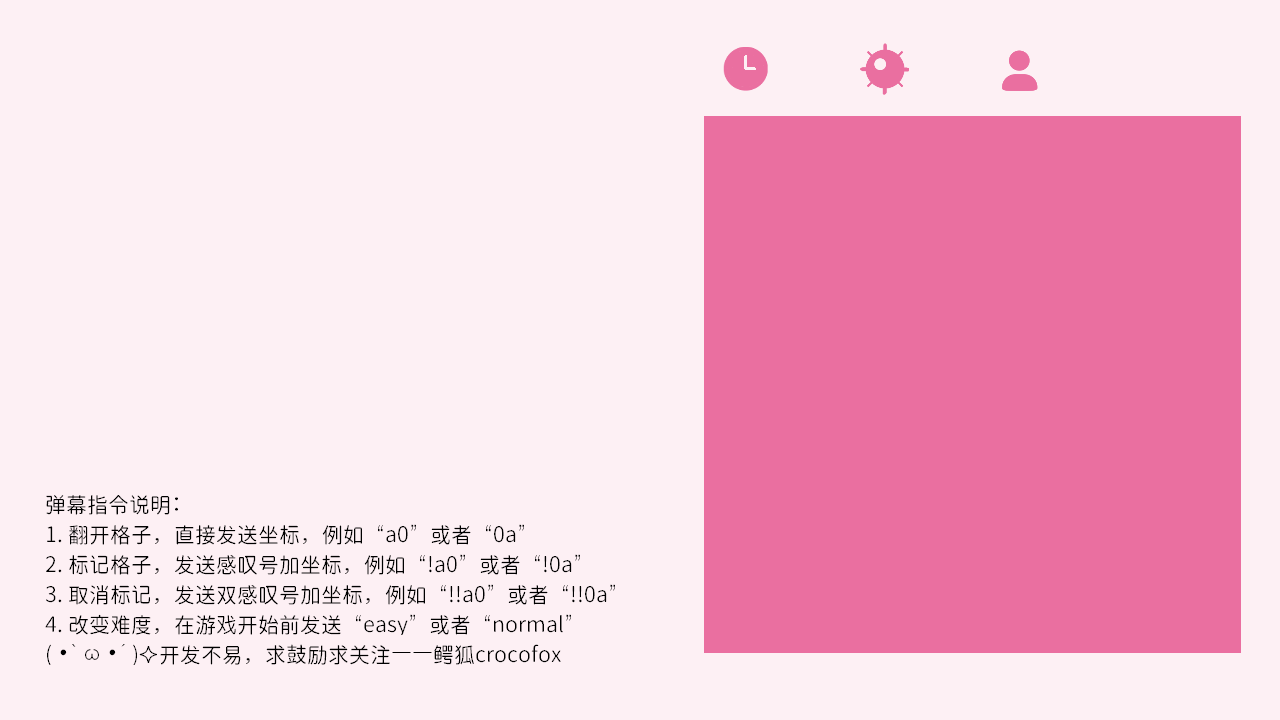 弹幕指令说明：
1. 翻开格子，直接发送坐标，例如“a0”或者“0a”
2. 标记格子，发送感叹号加坐标，例如“!a0”或者“!0a”
3. 取消标记，发送双感叹号加坐标，例如“!!a0”或者“!!0a”
4. 改变难度，在游戏开始前发送“easy”或者“normal”
( •̀ ω •́ )✧开发不易，求鼓励求关注一一鳄狐crocofox